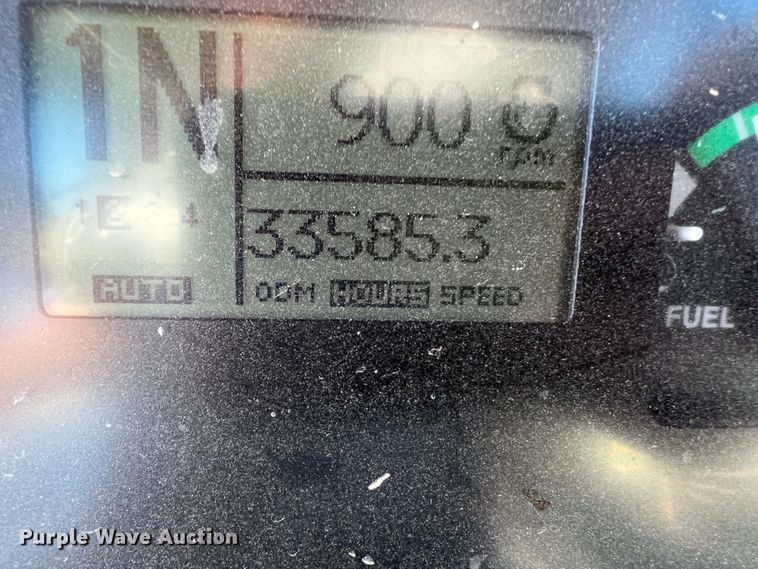 1N
900
rpm
33585.3
AUTO
ODM HOURS SPEED
FUEL
Purple Wave Auction